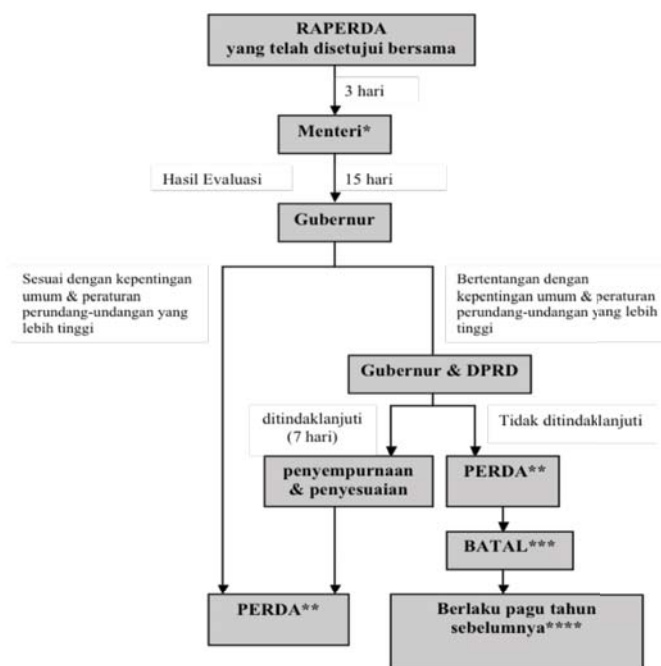 RAPERDA
yang telah disetujui bersama
3 hari
Menteri*
Hasil Evaluasi
15 hari
Gubernur
Sesuai dengan kepentingan
umum & peraturan
perundang-undangan yang
lebih tinggi
Bertentangan dengan
kepentingan umum & peraturan
perundang-undangan yang lebih
tinggi
Gubernur & DPRD
ditindaklanjuti
(7 hari)
Tidak ditindaklanjuti
penyempurnaan
& penyesuaian
PERDA**
BATAL***
PERDA**
Berlaku pagu tahun
sebelumnya****